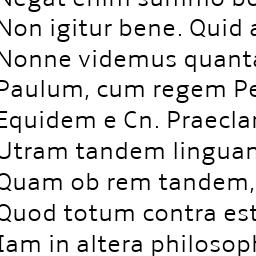 Negat enim summo bo
Non igitur bene. Quid a
Nonne videmus quanta
Paulum, cum regem Pe
Equidem e Cn. Praeclar
Utram tandem linguam
Quam ob rem tandem,
Quod totum contra est
Iam in altera philosoph